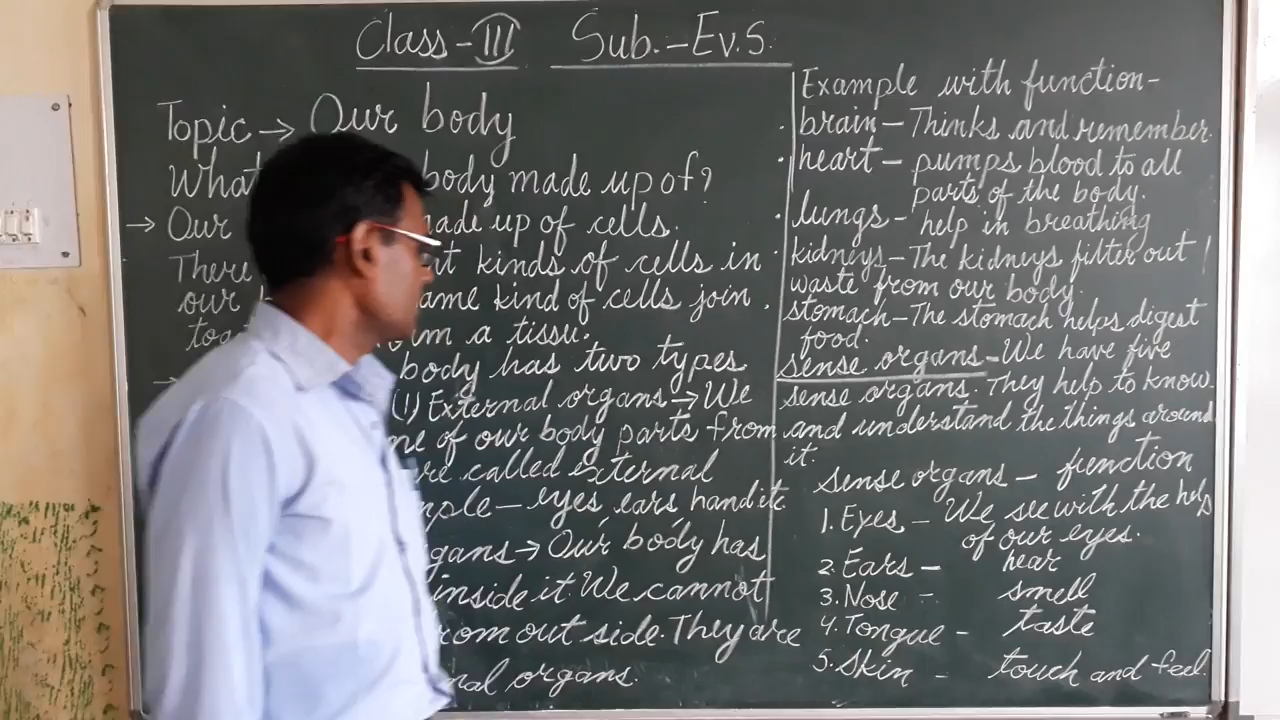 Class-III Sub.-Ev.S.
Topic → Our body
What body made up of?
→ Our made up of cells.
There kinds of cells in
our same kind of cells join
a tissu.
→ body has two types
(1) External organs → We
of our body parts from
are called external
eyes, ears, hand etc
organs → Our body has
inside it. We cannot
from out side. They are
organs.
Example with function-
brain - Thinks and remember.
heart - pumps blood to all
parts of the body.
lungs - help in breathing
kidneys - The kidneys filter out
waste from our body.
stomach - The stomach helps digest
food.
sense organs - We have five
sense organs. They help to know
and understand the things around
it.
Sense organs - function
1. Eyes - We see with the help
of our eyes.
2. Ears - hear
3. Nose - smell
4. Tongue - taste
5. Skin - touch and feel.